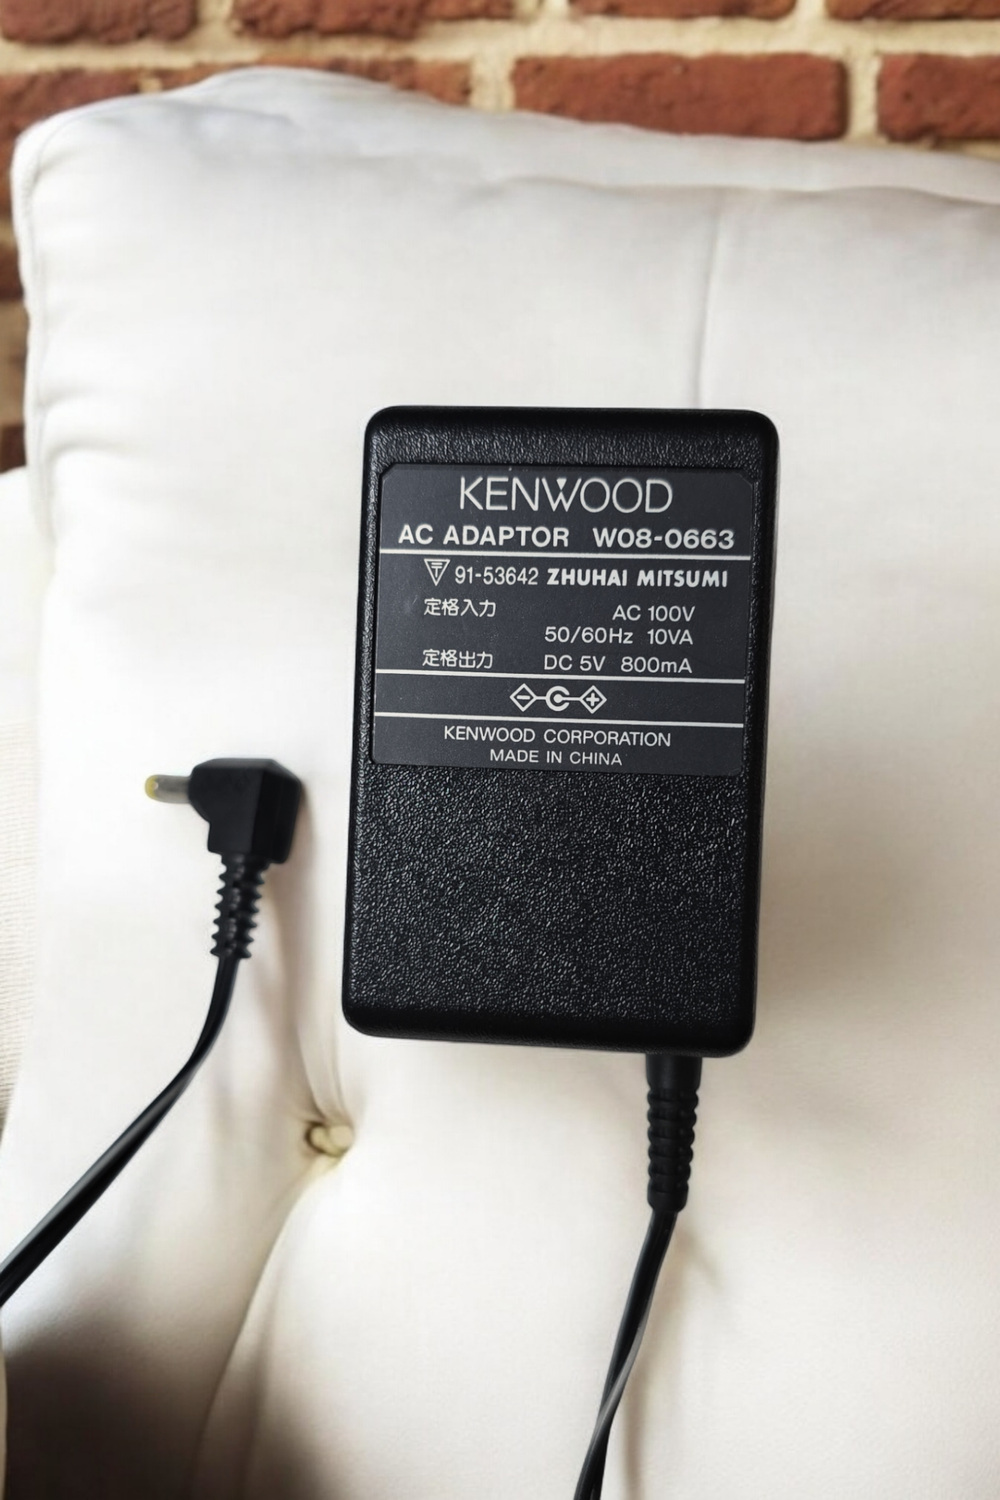 KENWOOD
AC ADAPTOR W08-0663
91-53642 ZHUHAI MITSUMI
定格入力 AC 100V
50/60Hz 10VA
定格出力 DC 5V 800mA
KENWOOD CORPORATION
MADE IN CHINA